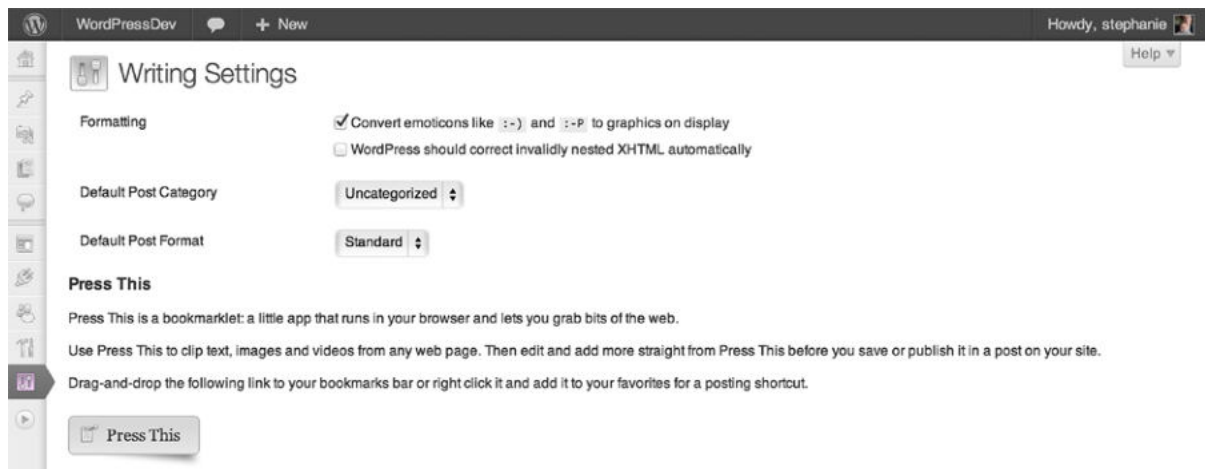 WordPressDev + New Howdy, stephanie
Help
Writing Settings
Formatting Convert emoticons like :-) and :-P to graphics on display
WordPress should correct invalidly nested XHTML automatically
Default Post Category Uncategorized
Default Post Format Standard
Press This
Press This is a bookmarklet: a little app that runs in your browser and lets you grab bits of the web.
Use Press This to clip text, images and videos from any web page. Then edit and add more straight from Press This before you save or publish it in a post on your site.
Drag-and-drop the following link to your bookmarks bar or right click it and add it to your favorites for a posting shortcut.
Press This